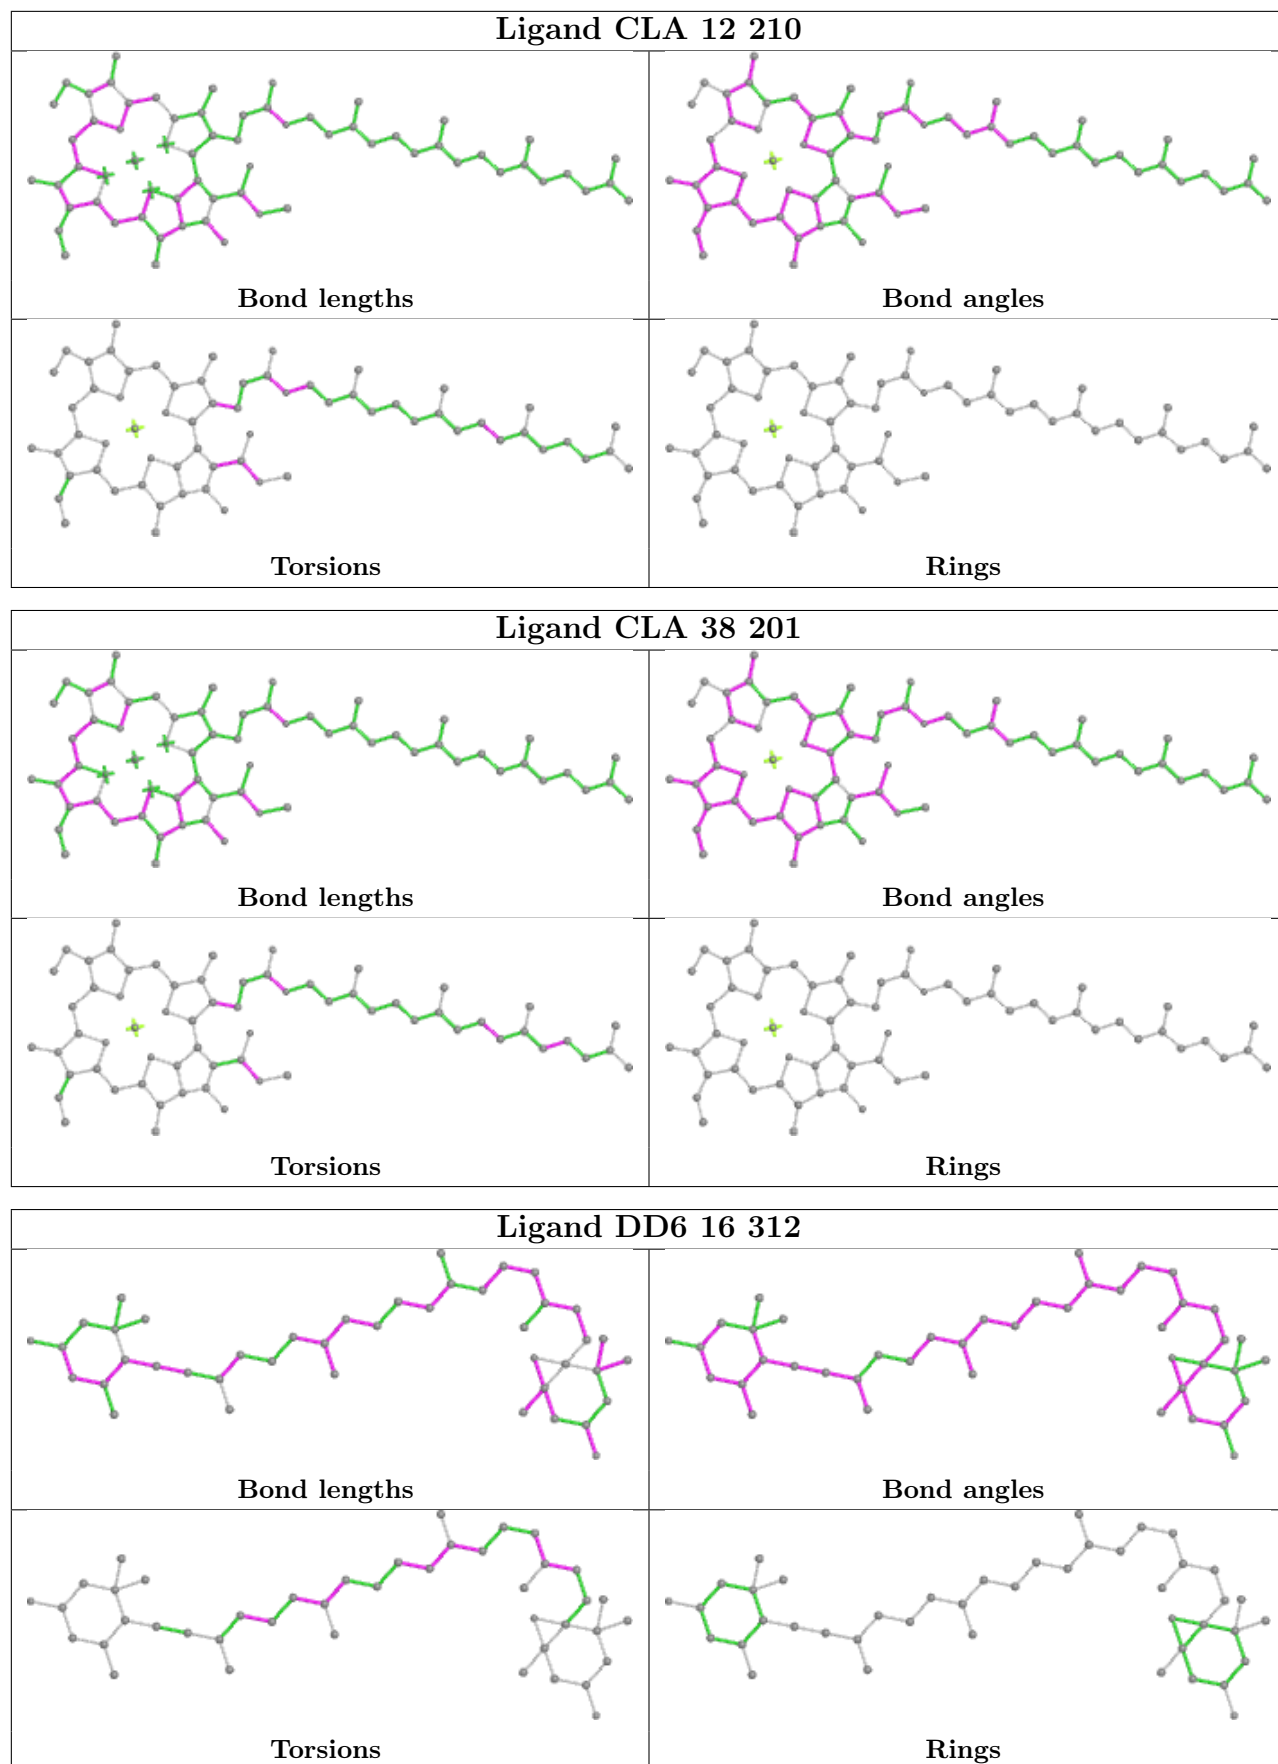 Ligand CLA 12 210
Bond lengths
Bond angles
Torsions
Rings
Ligand CLA 38 201
Bond lengths
Bond angles
Torsions
Rings
Ligand DD6 16 312
Bond lengths
Bond angles
Torsions
Rings